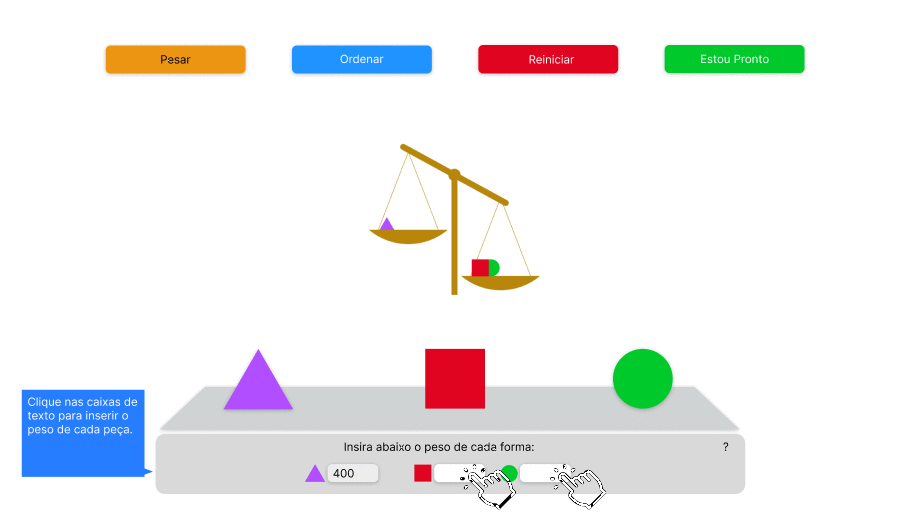 Pesar
Ordenar
Reiniciar
Estou Pronto
Clique nas caixas de
texto para inserir o
peso de cada peça.
Insira abaixo o peso de cada forma:
?
400